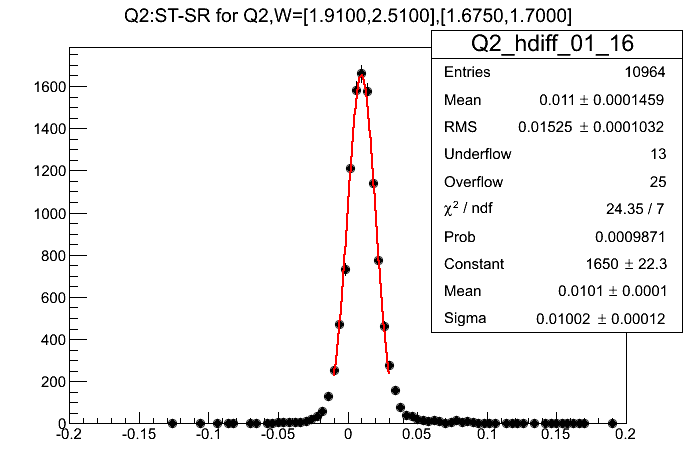 Q2:ST-SR for Q2,W=[1.9100,2.5100],[1.6750,1.7000]
Q2_hdiff_01_16
Entries 10964
Mean 0.011 ± 0.0001459
RMS 0.01525 ± 0.0001032
Underflow 13
Overflow 25
χ² / ndf 24.35 / 7
Prob 0.0009871
Constant 1650 ± 22.3
Mean 0.0101 ± 0.0001
Sigma 0.01002 ± 0.00012
1600
1400
1200
1000
800
600
400
200
0
-0.2 -0.15 -0.1 -0.05 0 0.05 0.1 0.15 0.2